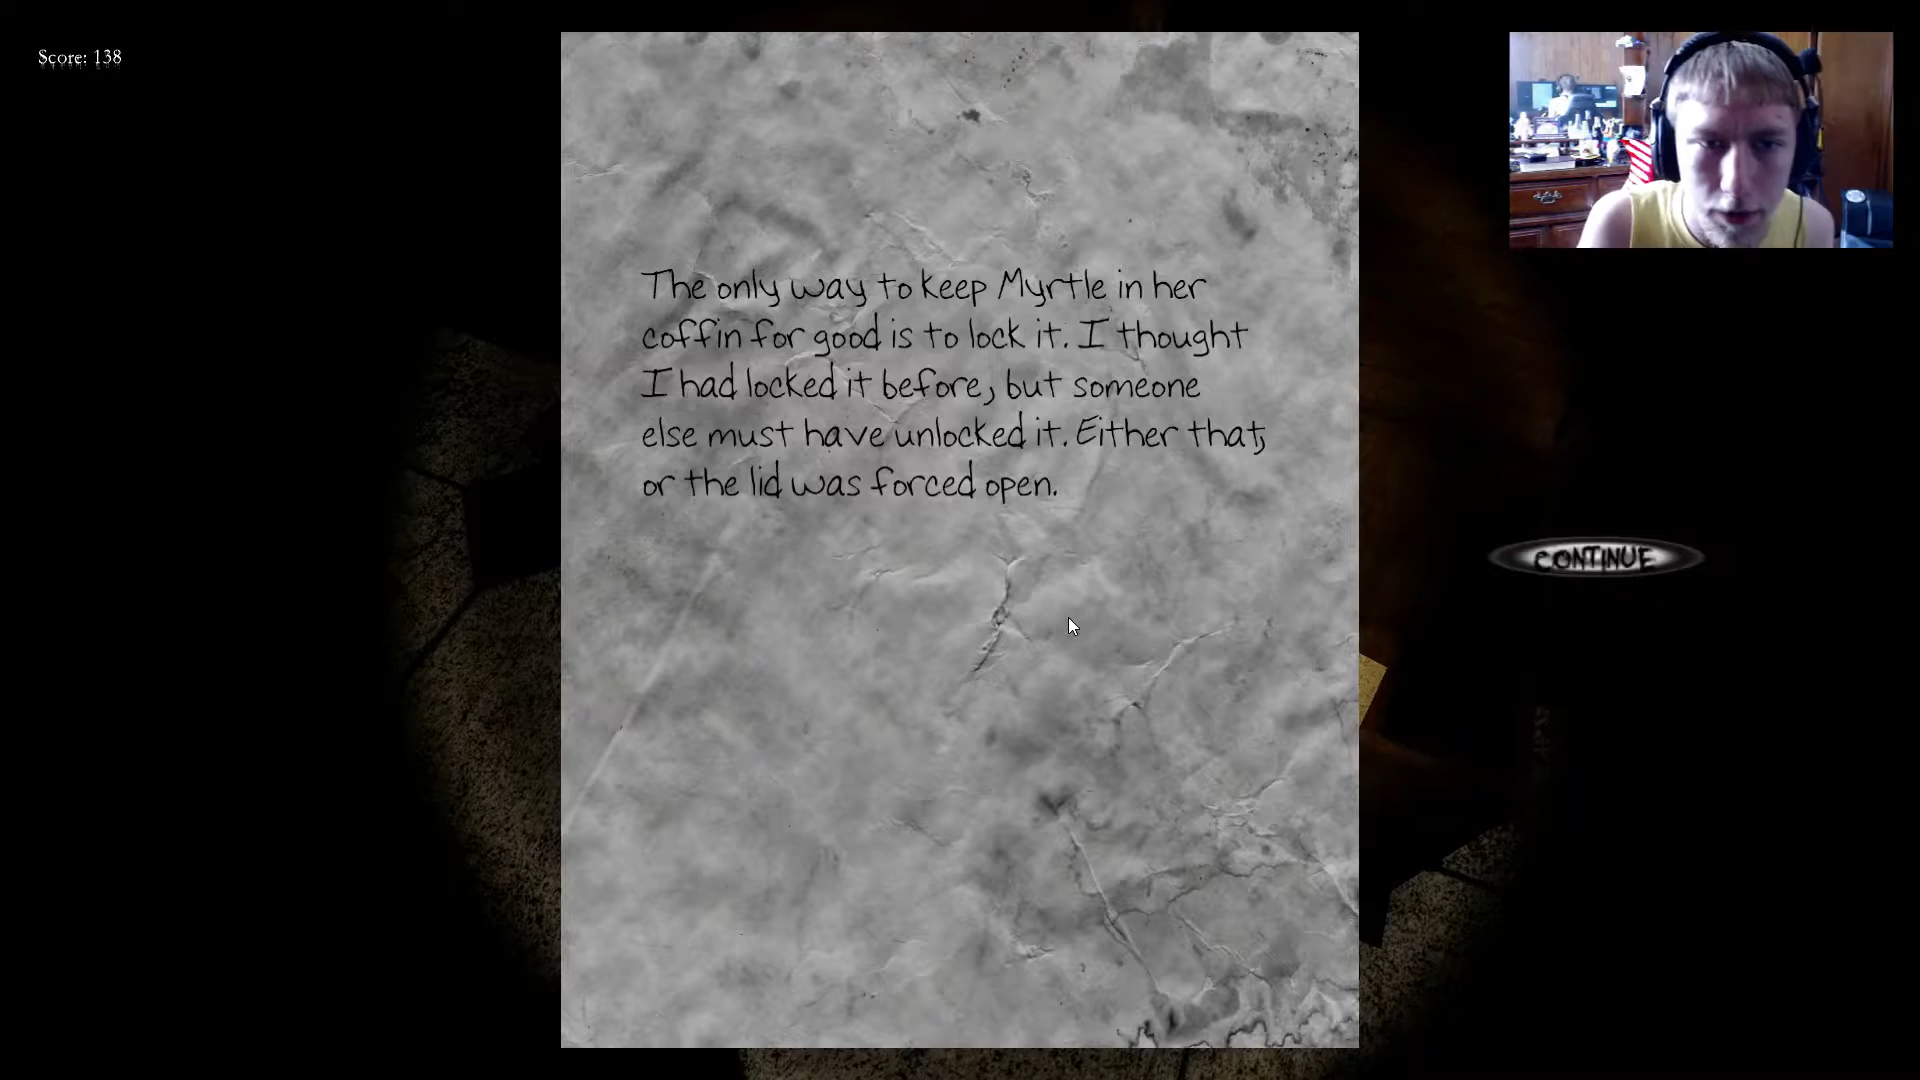 Score: 138
The only way to keep Myrtle in her
coffin for good is to lock it. I thought
I had locked it before, but someone
else must have unlocked it. Either that,
or the lid was forced open.
CONTINUE